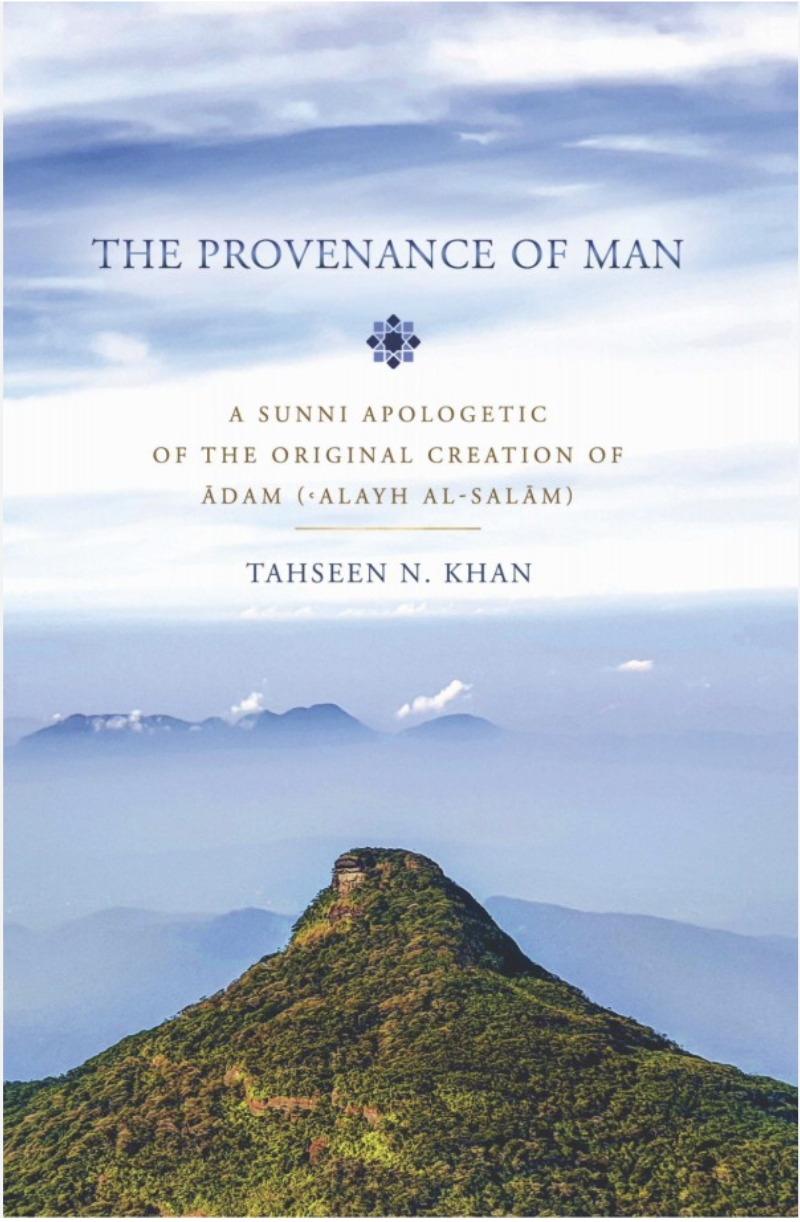 THE PROVENANCE OF MAN
A SUNNI APOLOGETIC
OF THE ORIGINAL CREATION OF
ĀDAM (ʿALAYH AL-SALĀM)
TAHSEEN N. KHAN